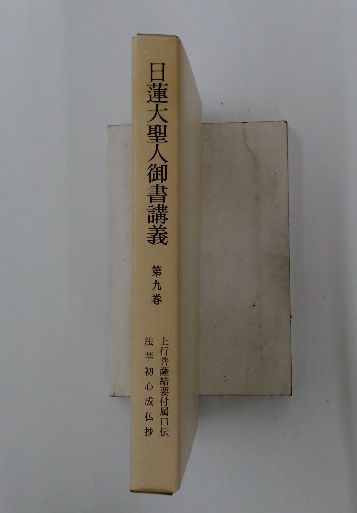 日蓮大聖人御書講義
第九巻
上行菩薩結要付属口伝
法華初心成仏抄